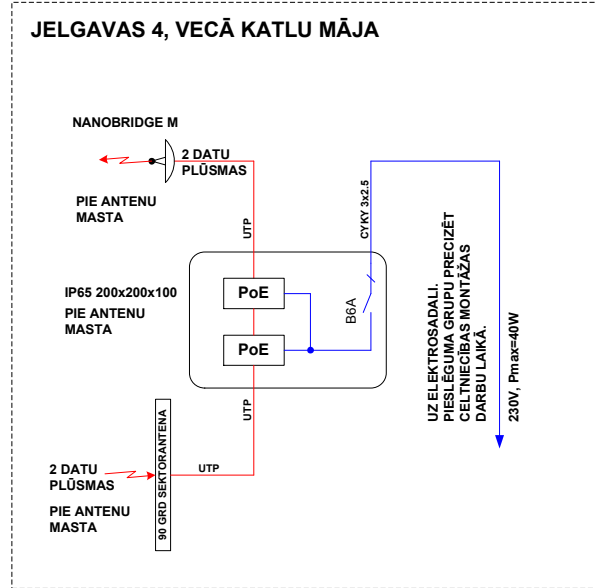 JELGAVAS 4, VECĀ KATLU MĀJA
NANOBRIDGE M
2 DATU
PLŪSMAS
PIE ANTENU
MASTA
UTP
CYKY 3x2.5
IP65 200x200x100
PIE ANTENU
MASTA
PoE
PoE
B6A
UZ ELEKTROSADALI.
PIESLĒGUMA GRUPU PRECIZĒT
CELTNIECĪBAS MONTĀŽAS
DARBU LAIKĀ.
230V, Pmax=40W
UTP
UTP
2 DATU
PLŪSMAS
PIE ANTENU
MASTA
90 GRD SEKTORANTENA